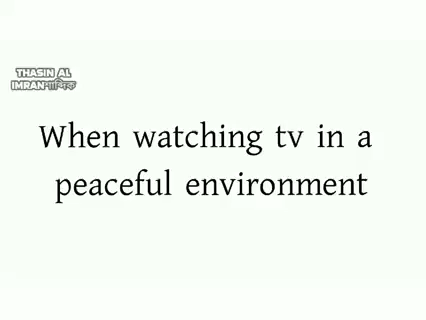 THASIN AL
IMRAN
When watching tv in a
peaceful environment